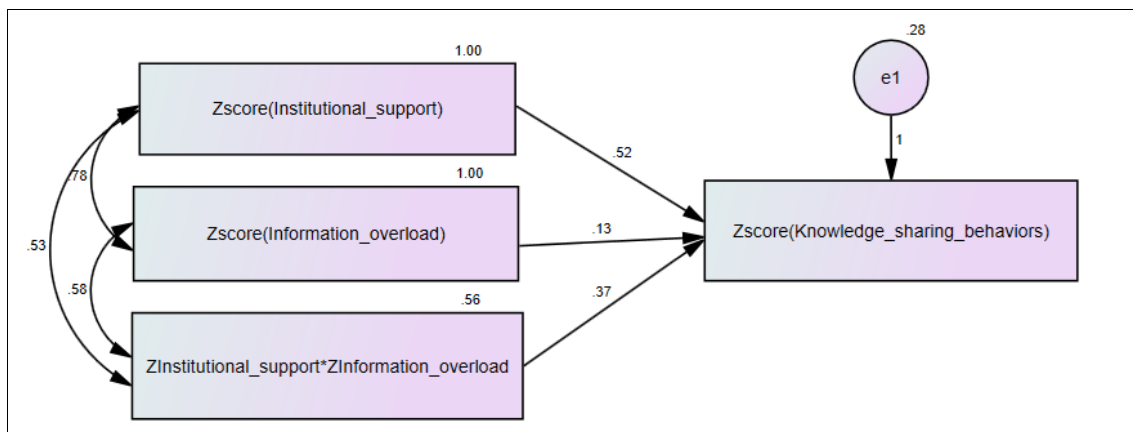 .28
1.00
e1
Zscore(Institutional_support)
.52
1
.78
1.00
Zscore(Information_overload)
.13
Zscore(Knowledge_sharing_behaviors)
.53
.58
.56
.37
ZInstitutional_support*ZInformation_overload